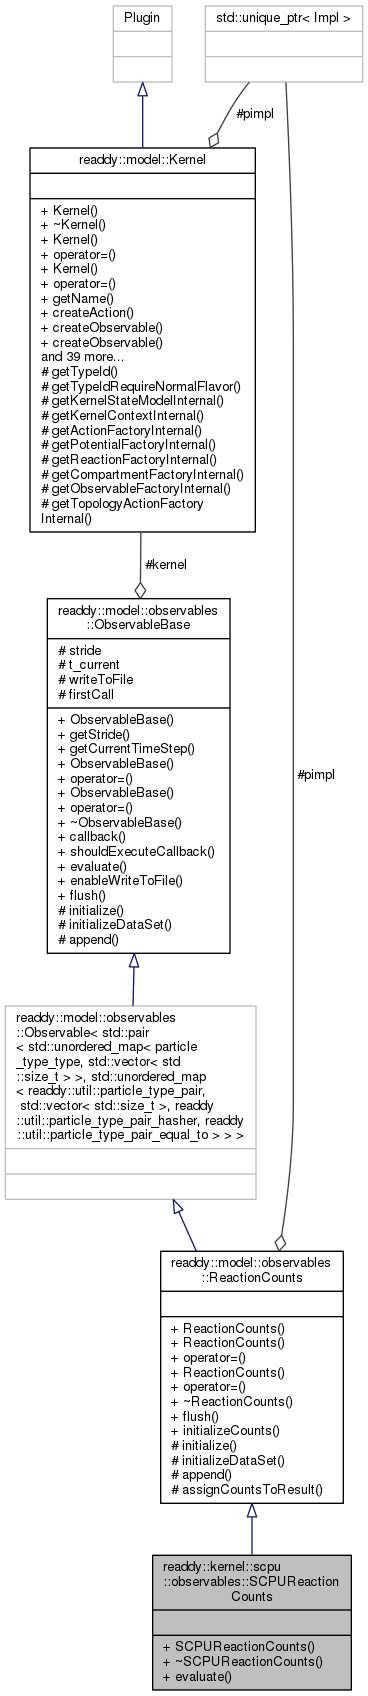 Plugin
std::unique_ptr< Impl >
#pimpl
readdy::model::Kernel
+ Kernel()
+ ~Kernel()
+ Kernel()
+ operator=()
+ Kernel()
+ operator=()
+ getName()
+ createAction()
+ createObservable()
+ createObservable()
and 39 more...
# getTypeId()
# getTypeIdRequireNormalFlavor()
# getKernelStateModelInternal()
# getKernelContextInternal()
# getActionFactoryInternal()
# getPotentialFactoryInternal()
# getReactionFactoryInternal()
# getCompartmentFactoryInternal()
# getObservableFactoryInternal()
# getTopologyActionFactory
Internal()
#kernel
readdy::model::observables
::ObservableBase
# stride
# t_current
# writeToFile
# firstCall
+ ObservableBase()
+ getStride()
+ getCurrentTimeStep()
+ ObservableBase()
+ operator=()
+ ObservableBase()
+ operator=()
+ ~ObservableBase()
+ callback()
+ shouldExecuteCallback()
+ evaluate()
+ enableWriteToFile()
+ flush()
# initialize()
# initializeDataSet()
# append()
#pimpl
readdy::model::observables
::Observable< std::pair
< std::unordered_map< particle
_type_type, std::vector< std
::size_t > >, std::unordered_map
< readdy::util::particle_type_pair,
std::vector< std::size_t >, readdy
::util::particle_type_pair_hasher, readdy
::util::particle_type_pair_equal_to > > >
readdy::model::observables
::ReactionCounts
+ ReactionCounts()
+ ReactionCounts()
+ operator=()
+ ReactionCounts()
+ operator=()
+ ~ReactionCounts()
+ flush()
+ initializeCounts()
# initialize()
# initializeDataSet()
# append()
# assignCountsToResult()
readdy::kernel::scpu
::observables::SCPUReaction
Counts
+ SCPUReactionCounts()
+ ~SCPUReactionCounts()
+ evaluate()